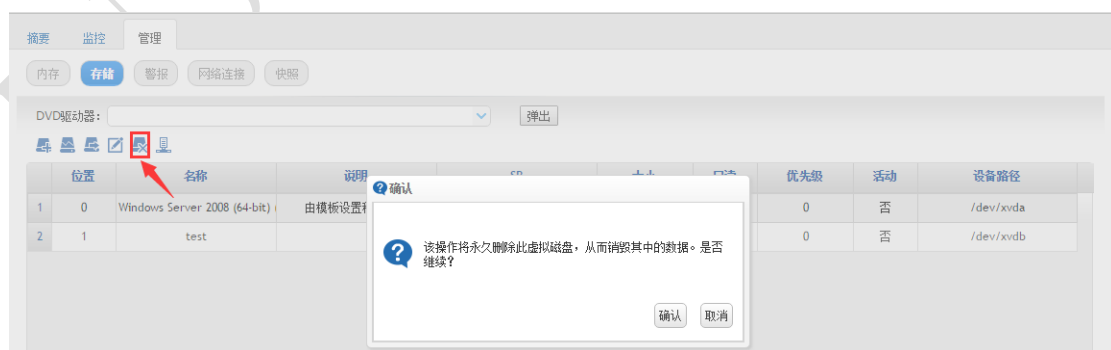 摘要 监控 管理
内存 存储 警报 网络连接 快照
DVD驱动器： 弹出
位置 名称 说明 优先级 活动 设备路径
1 0 Windows Server 2008 (64-bit) 由模板设置 0 否 /dev/xvda
2 1 test 0 否 /dev/xvdb
确认
该操作将永久删除此虚拟磁盘，从而销毁其中的数据。是否
继续？
确认 取消